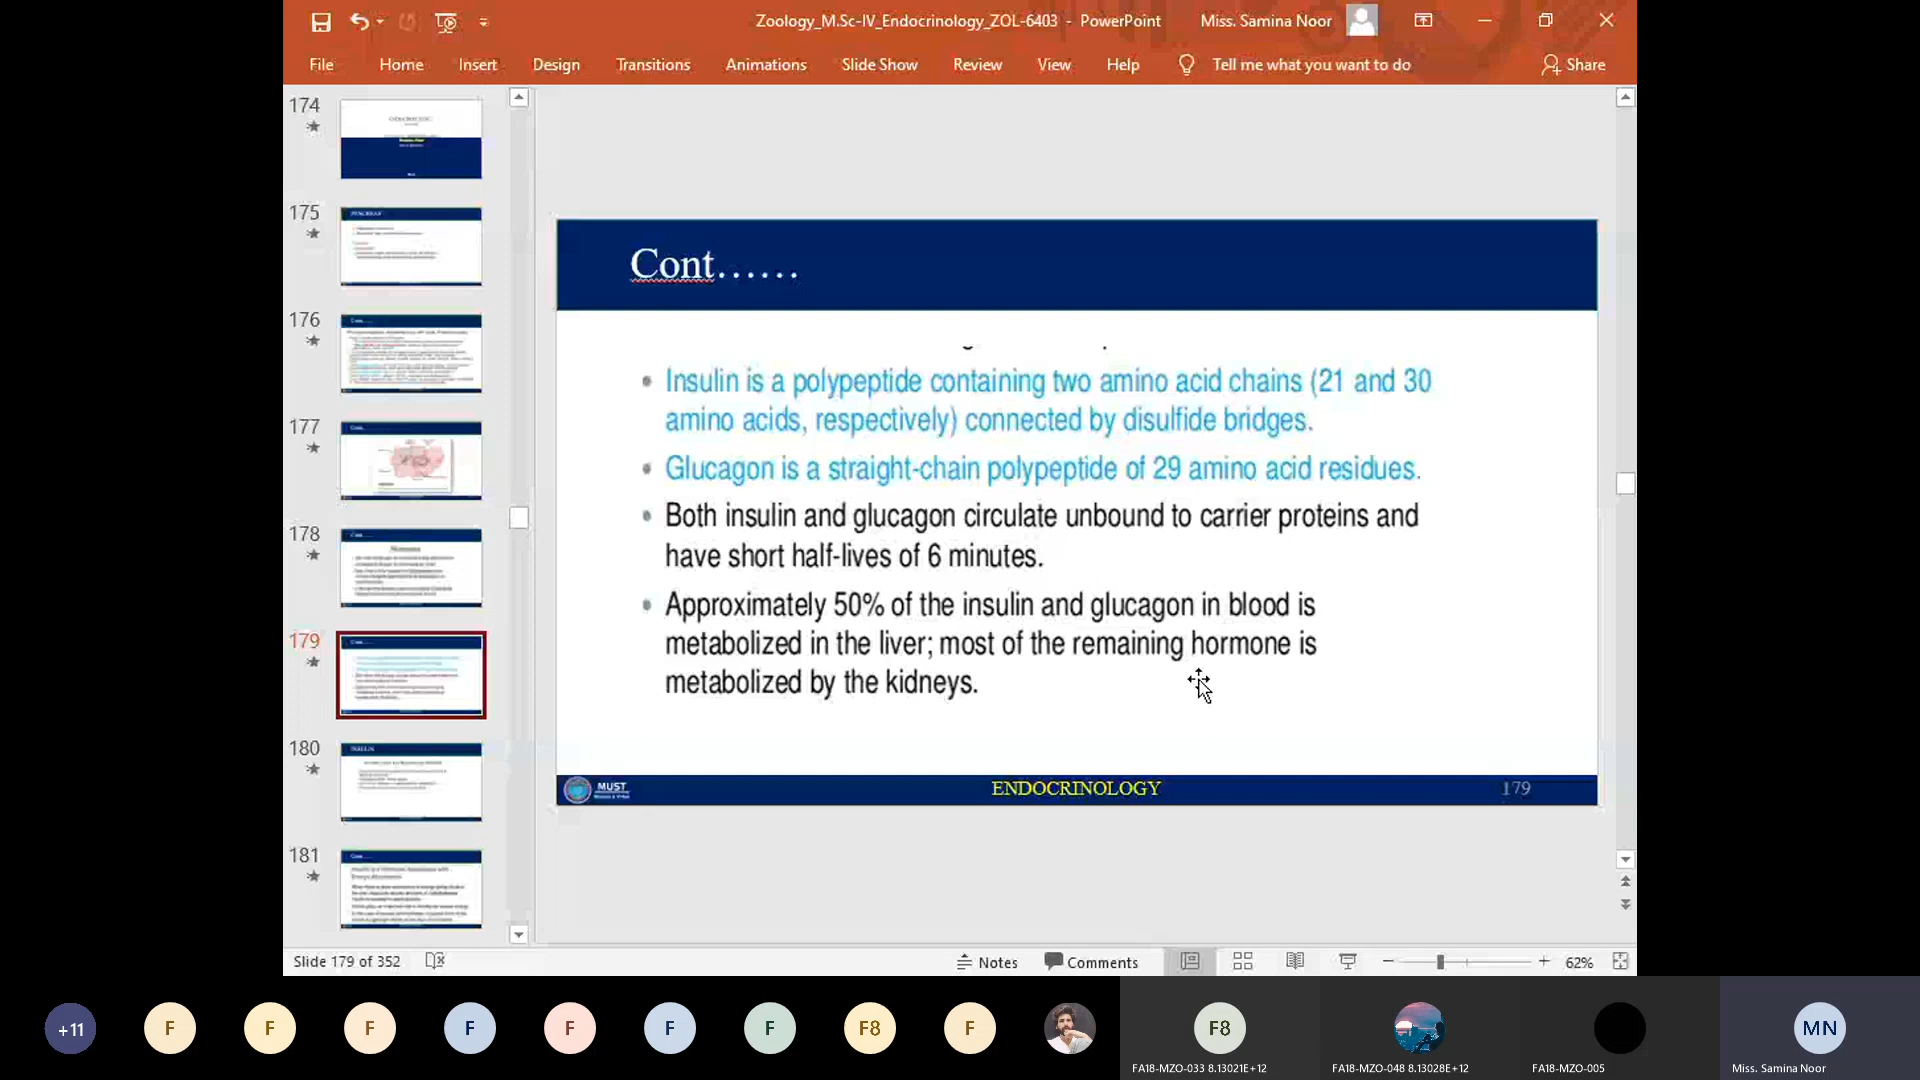 Zoology_M.Sc-IV_Endocrinology_ZOL-6403 - PowerPoint
Miss. Samina Noor
File Home Insert Design Transitions Animations Slide Show Review View Help Tell me what you want to do Share
174
175
PANCREAS
176
Cont......
177
Cont......
178
Cont......
179
Cont......
180
INSULIN
181
Cont......
Cont......
• Insulin is a polypeptide containing two amino acid chains (21 and 30
amino acids, respectively) connected by disulfide bridges.
• Glucagon is a straight-chain polypeptide of 29 amino acid residues.
• Both insulin and glucagon circulate unbound to carrier proteins and
have short half-lives of 6 minutes.
• Approximately 50% of the insulin and glucagon in blood is
metabolized in the liver; most of the remaining hormone is
metabolized by the kidneys.
MUST
ENDOCRINOLOGY
179
Slide 179 of 352
Notes Comments
62%
+11 F F F F F F F F8 F F8 MN
FA18-MZO-033 8.13021E+12
FA18-MZO-048 8.13028E+12
FA18-MZO-005
Miss. Samina Noor